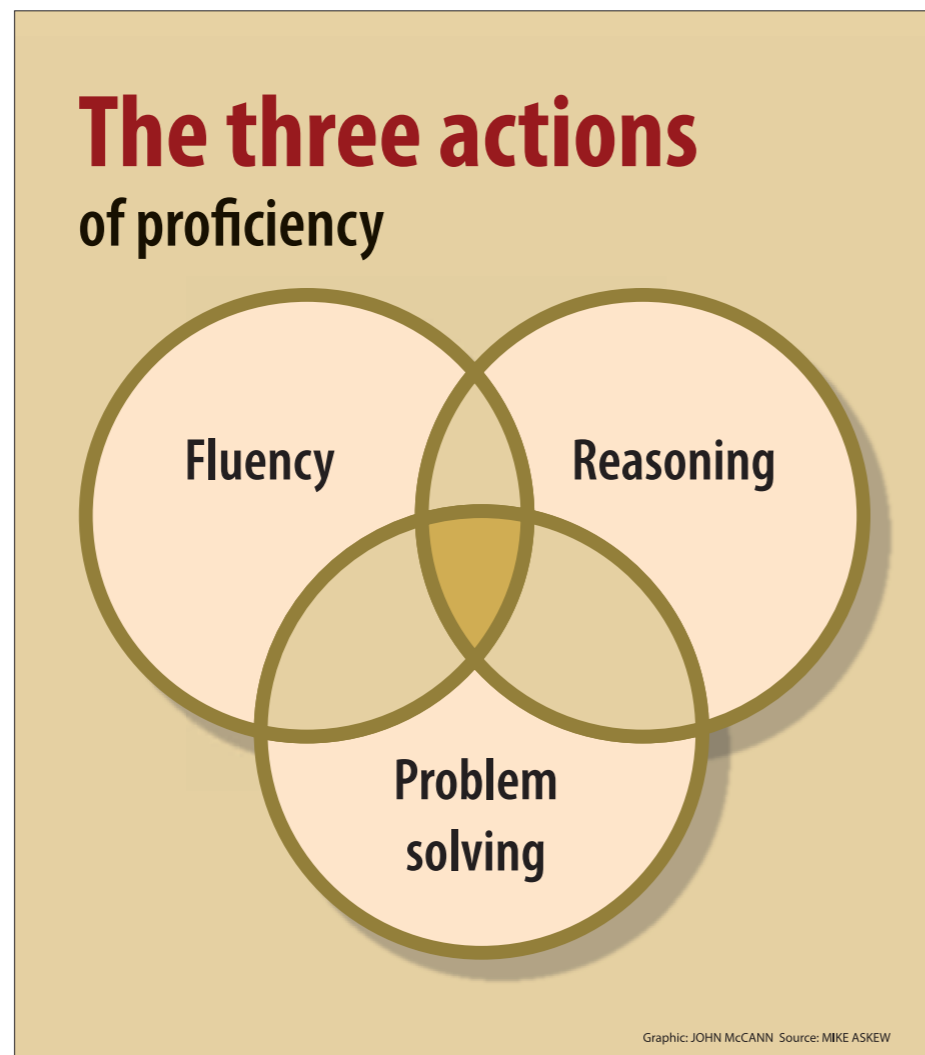 The three actions
of proficiency
Fluency
Reasoning
Problem
solving
Graphic: JOHN McCANN Source: MIKE ASKEW